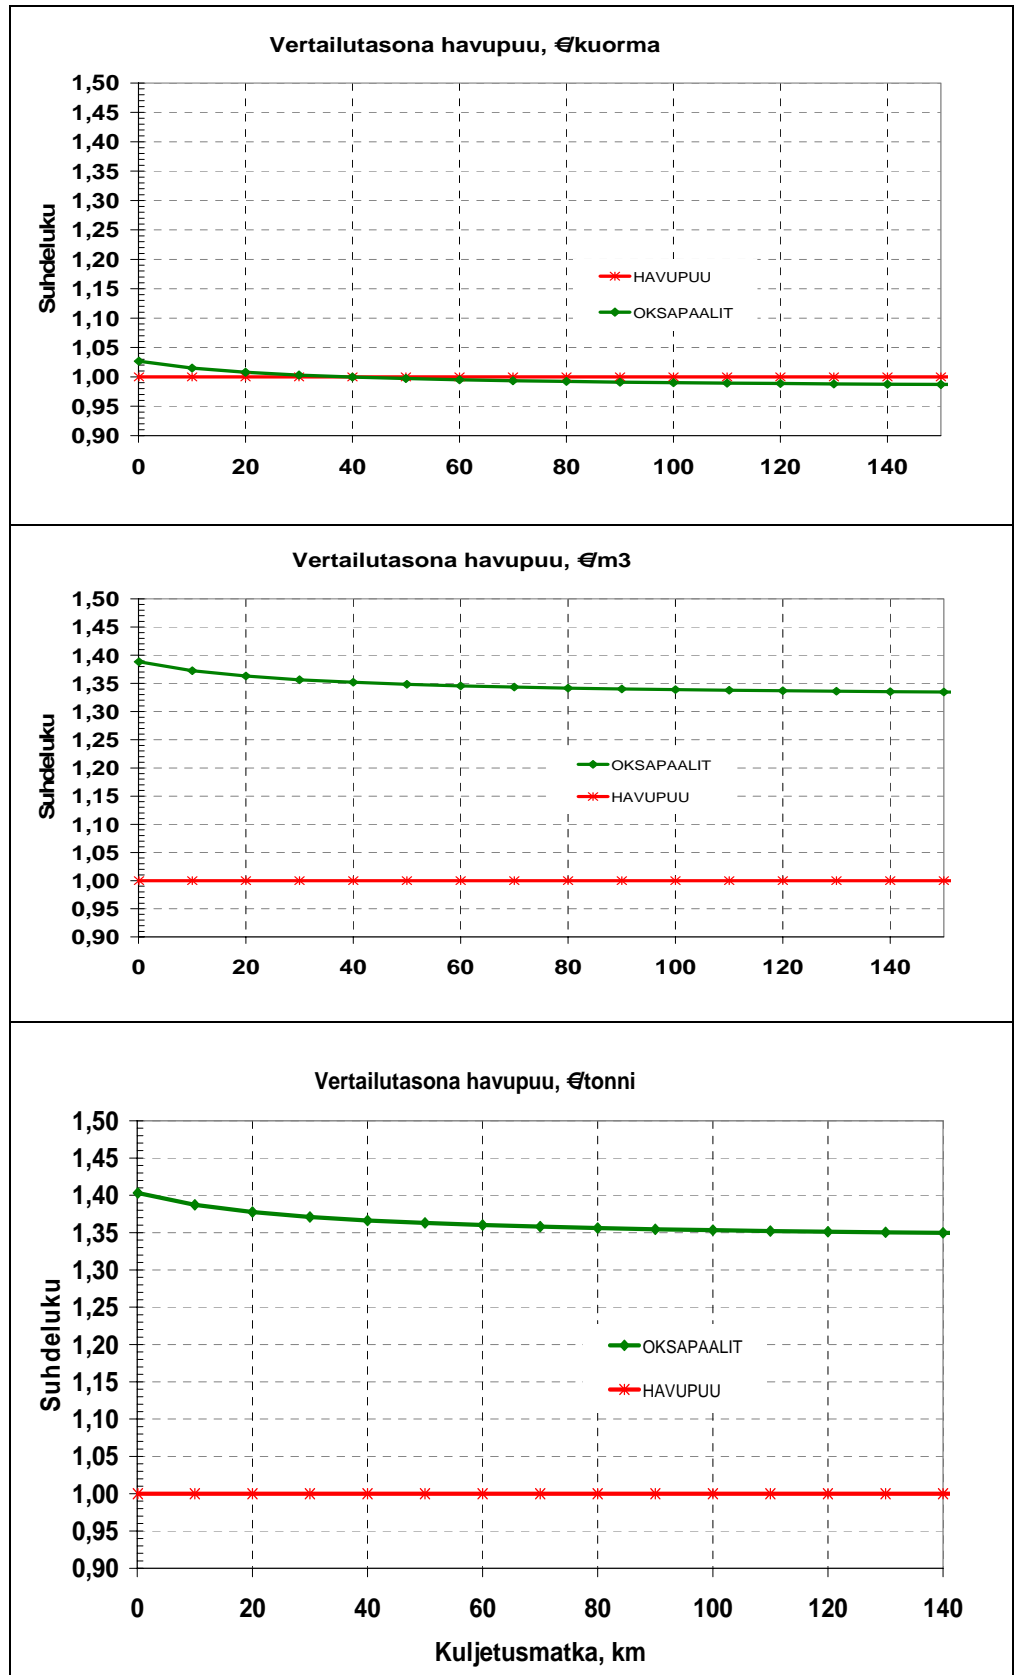 Vertailutasona havupuu, €/kuorma
1,50
1,45
1,40
1,35
1,30
1,25
1,20
1,15
1,10
1,05
1,00
0,95
0,90
Suhdeluku
HAVUPUU
OKSAPAALIT
0 20 40 60 80 100 120 140
Vertailutasona havupuu, €/m3
1,50
1,45
1,40
1,35
1,30
1,25
1,20
1,15
1,10
1,05
1,00
0,95
0,90
Suhdeluku
OKSAPAALIT
HAVUPUU
0 20 40 60 80 100 120 140
Vertailutasona havupuu, €/tonni
1,50
1,45
1,40
1,35
1,30
1,25
1,20
1,15
1,10
1,05
1,00
0,95
0,90
Suhdeluku
OKSAPAALIT
HAVUPUU
0 20 40 60 80 100 120 140
Kuljetusmatka, km